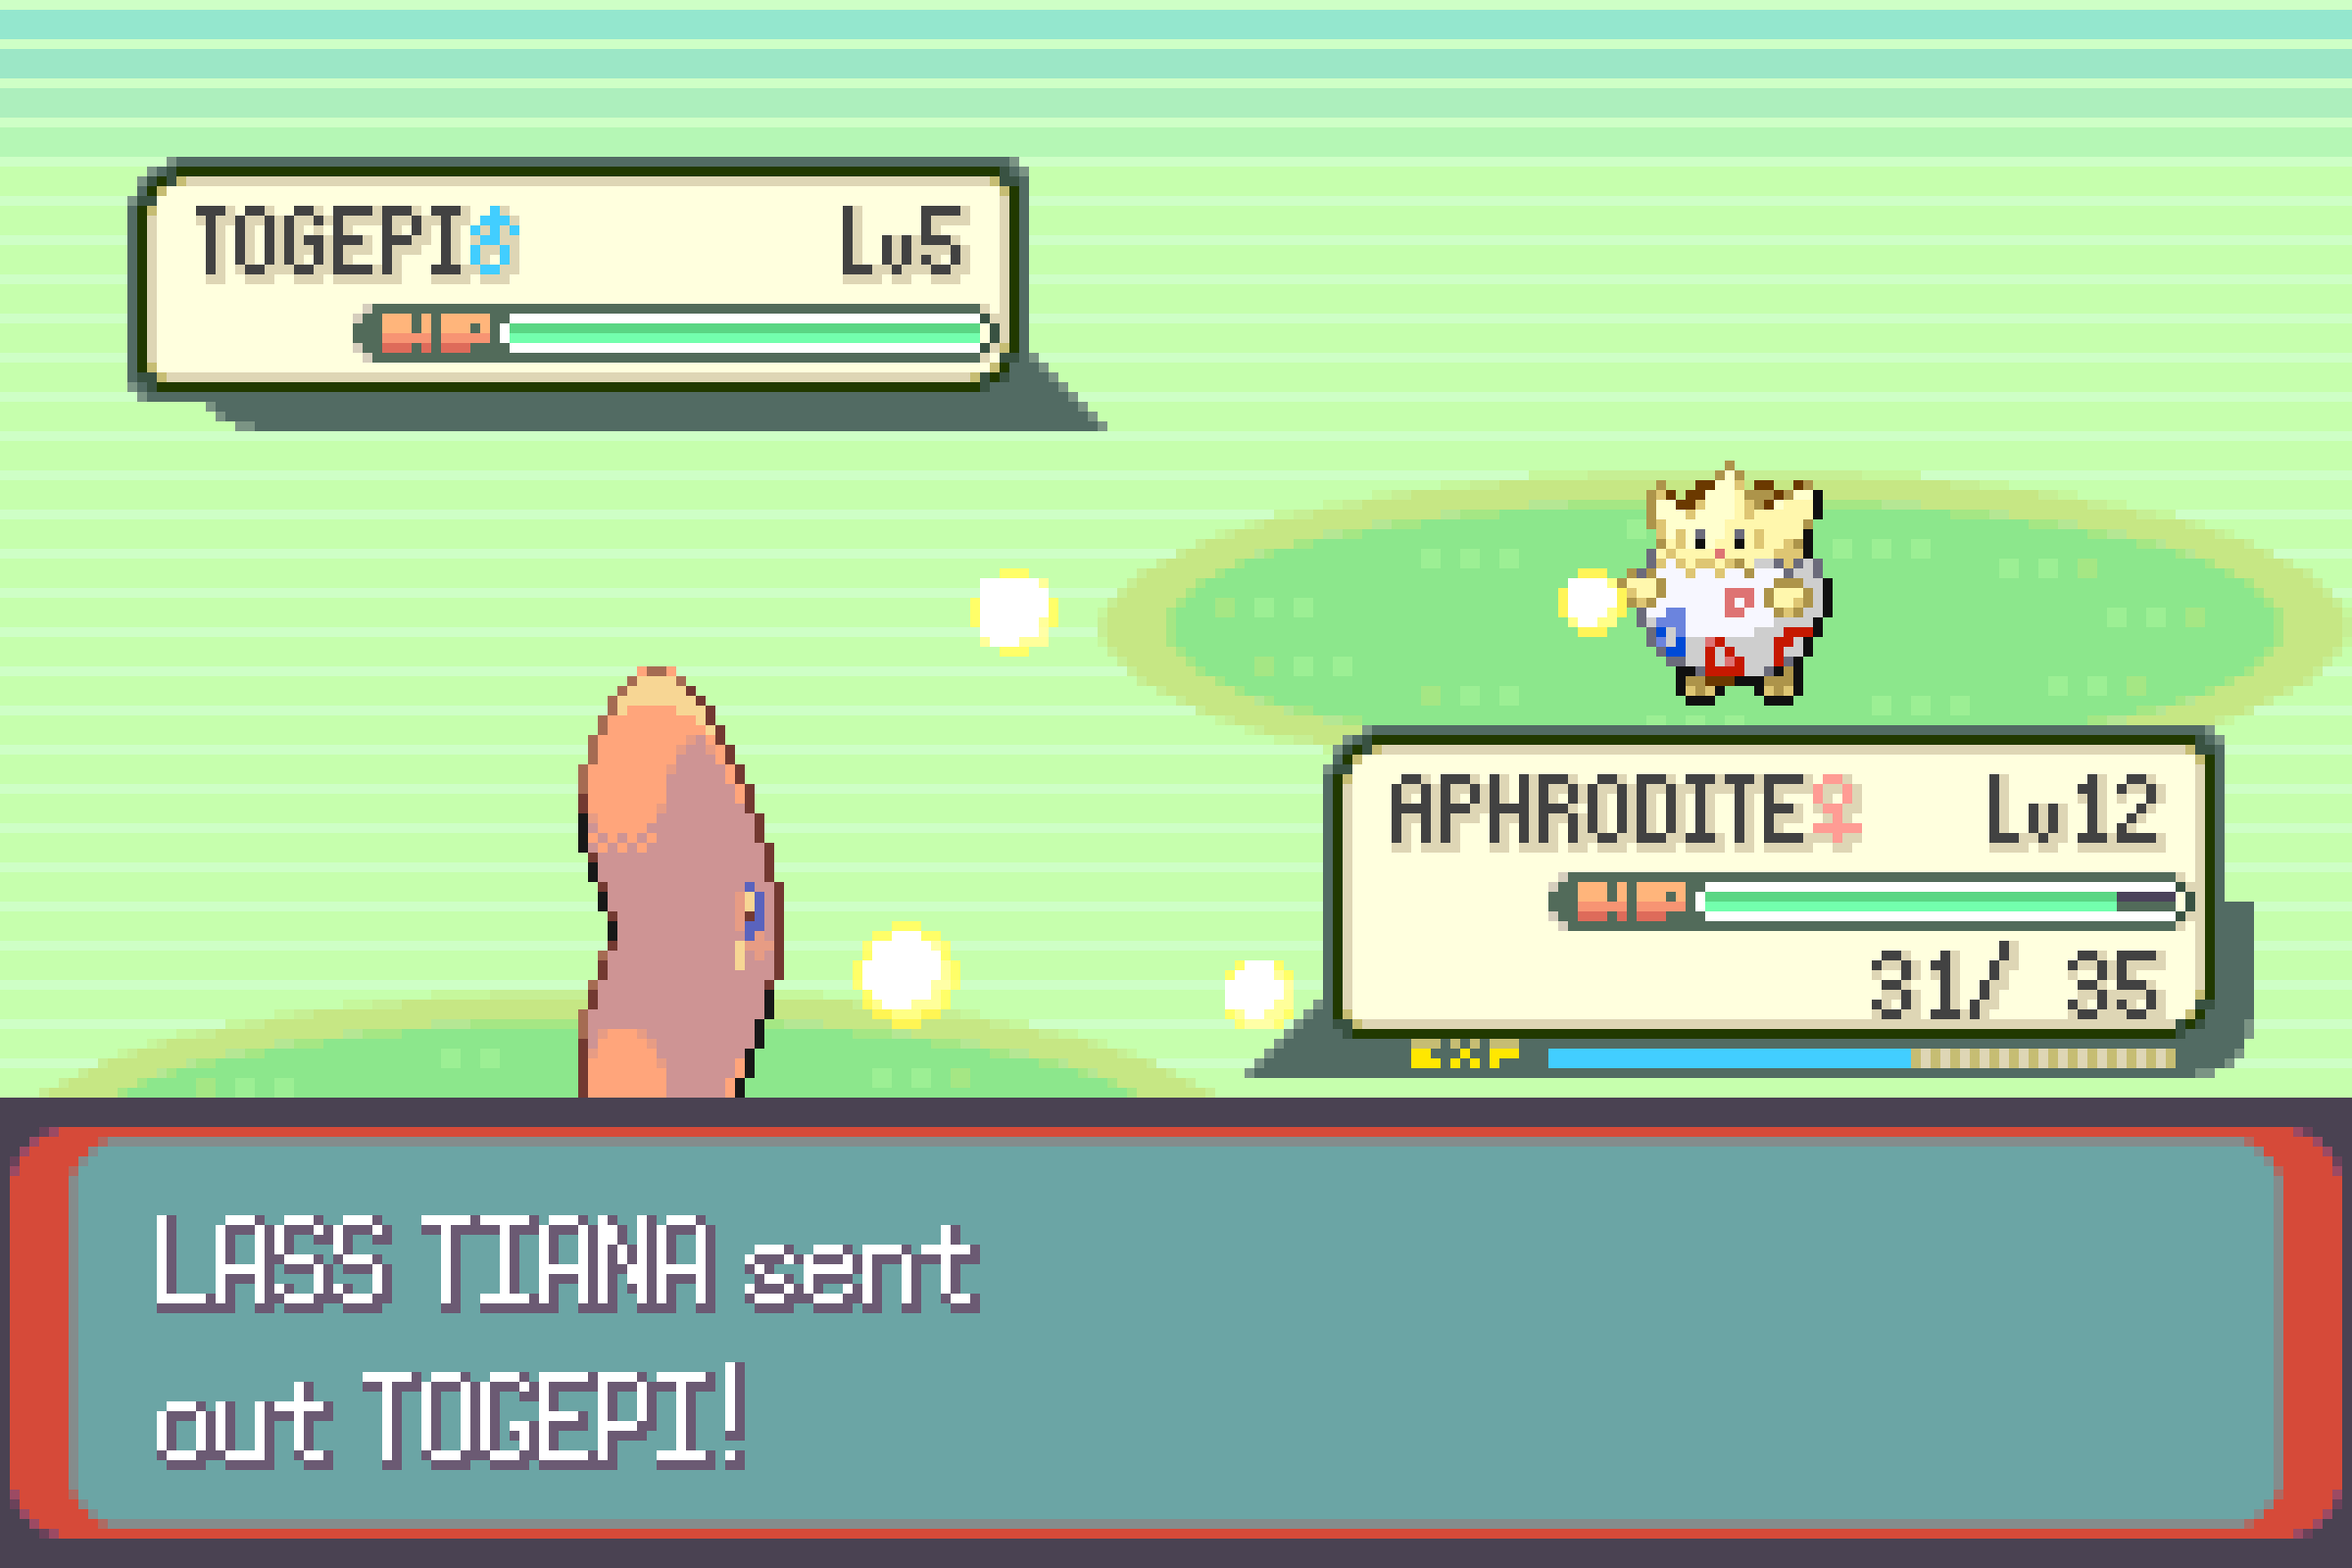 TOGEPI♂ Lv5
HP
APHRODITE♀ Lv12
HP
31/ 35
EXP
LASS TIANA sent
out TOGEPI!